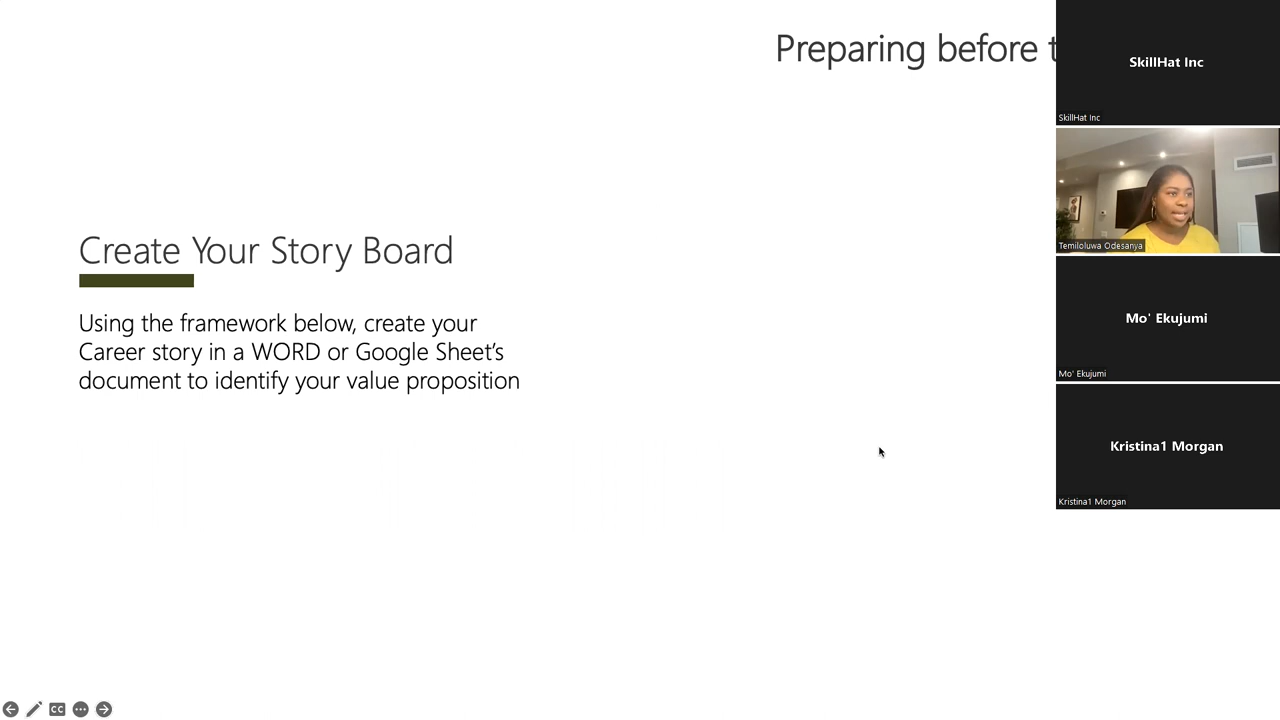 Preparing before t
SkillHat Inc
SkillHat Inc
Temiloluwa Odesanya
Create Your Story Board
Using the framework below, create your
Career story in a WORD or Google Sheet’s
document to identify your value proposition
Mo' Ekujumi
Mo' Ekujumi
Kristina1 Morgan
Kristina1 Morgan
CC